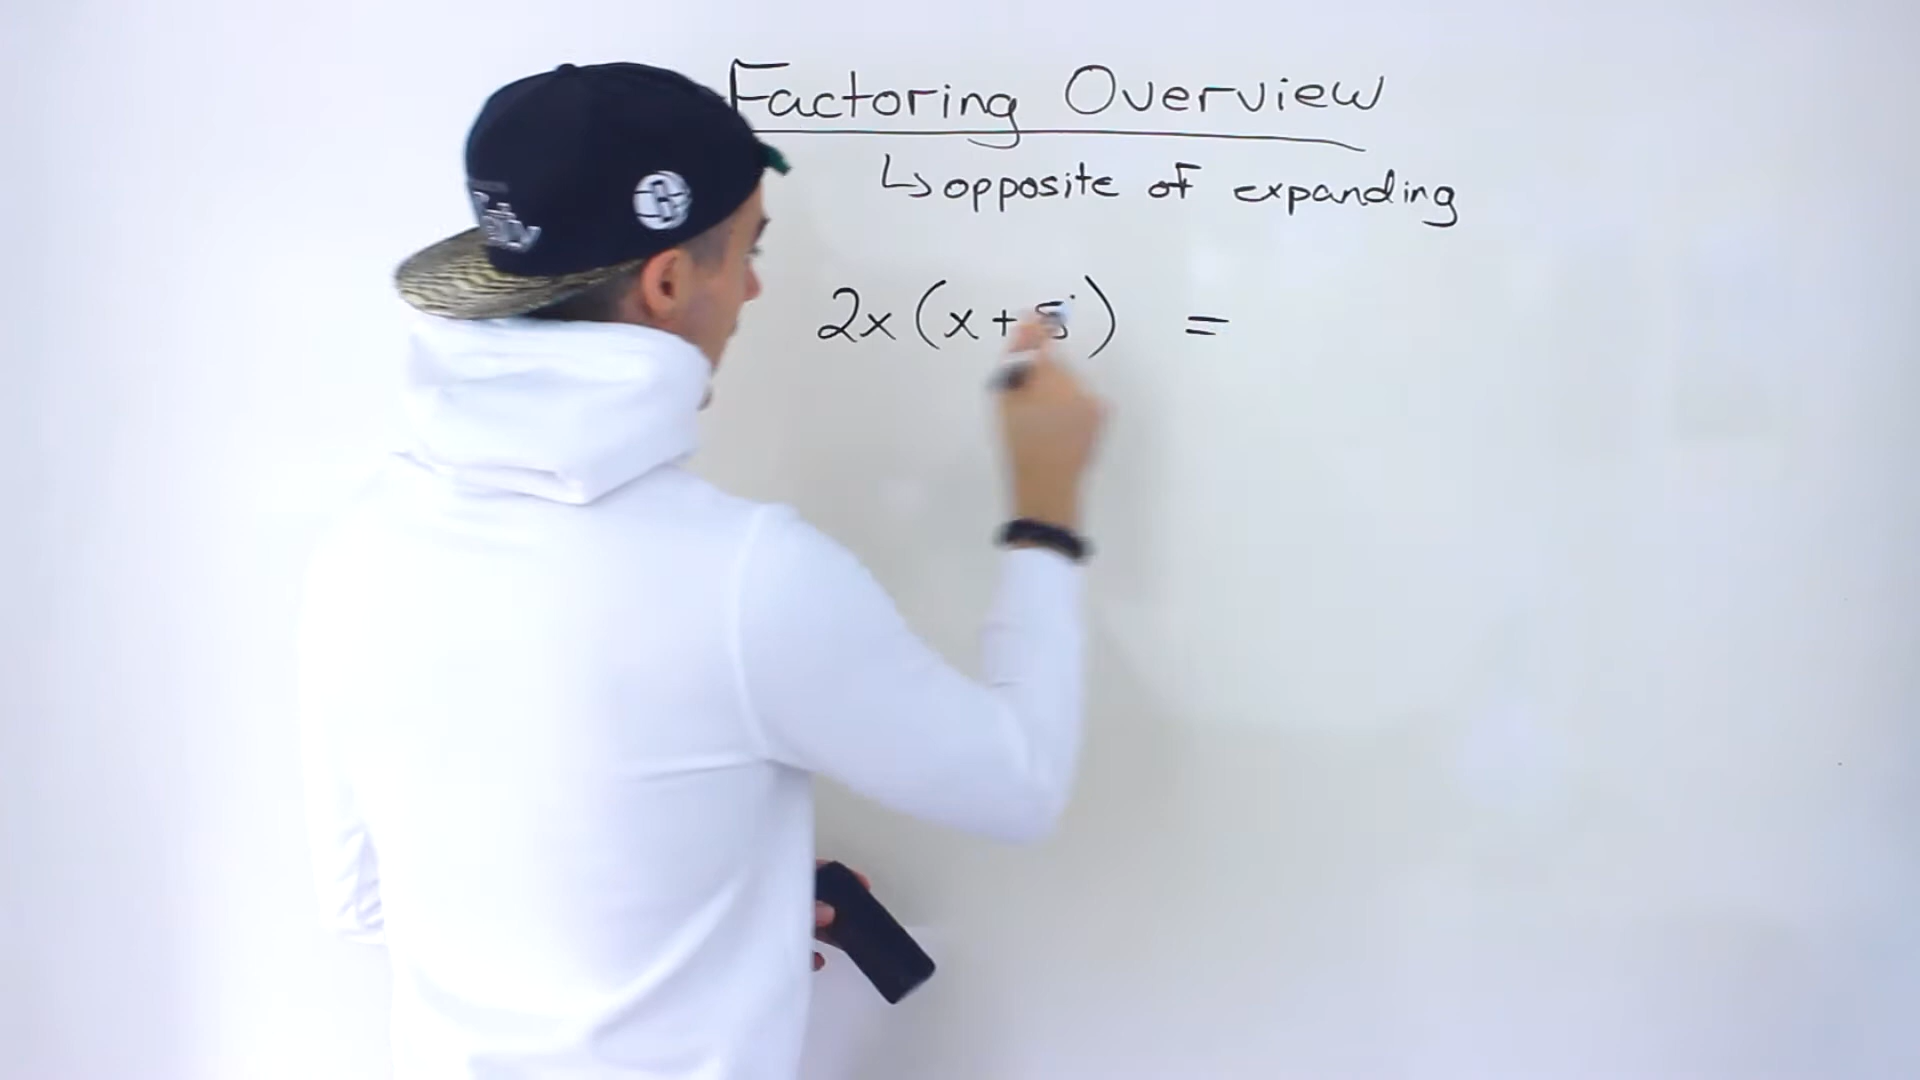 Factoring Overview
↳ opposite of expanding
2x (x + 5) =